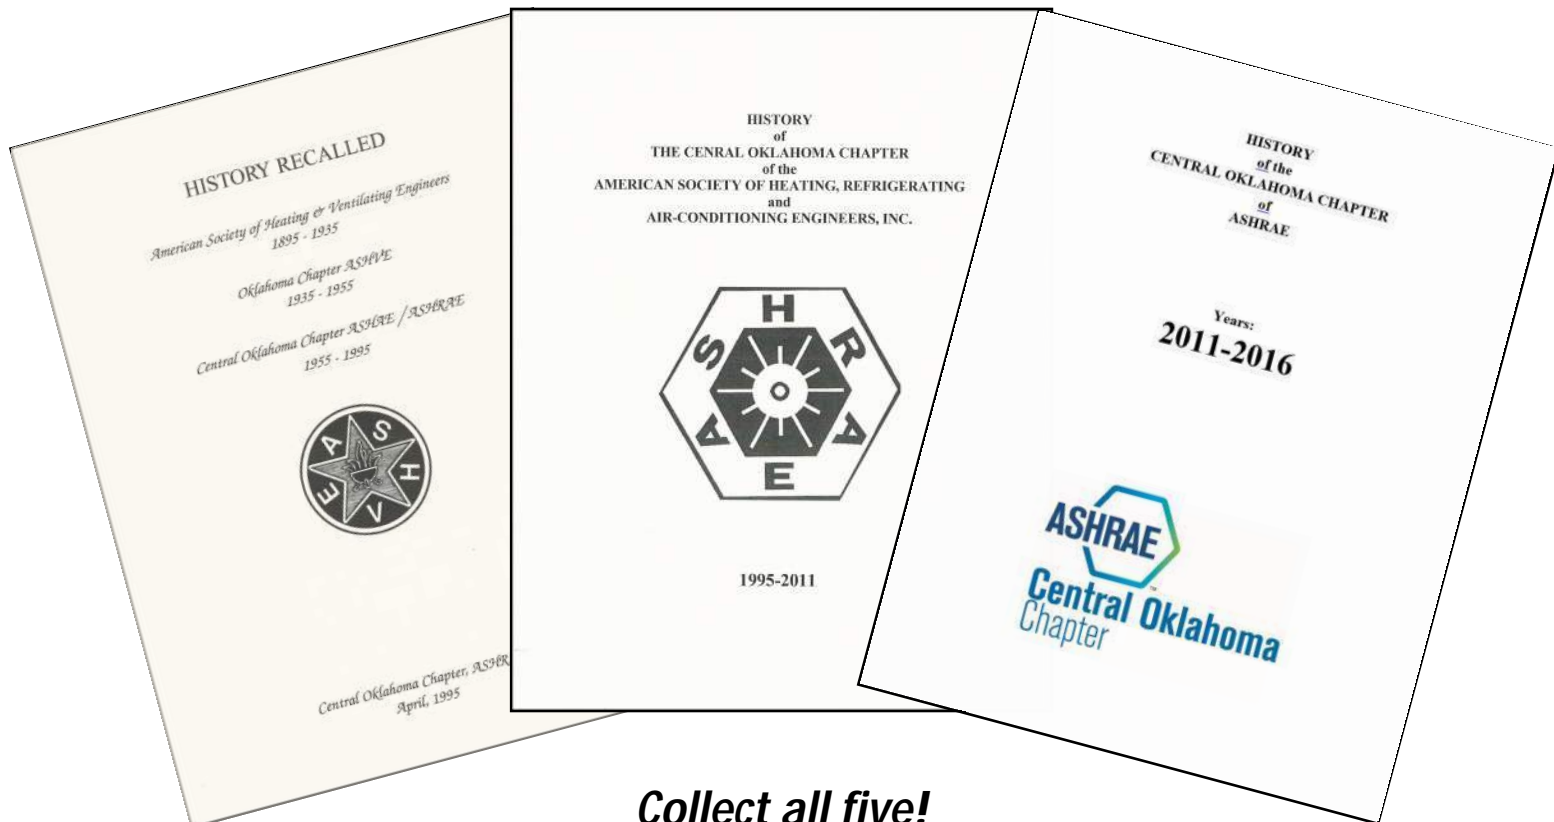 HISTORY RECALLED
American Society of Heating & Ventilating Engineers
1895 - 1935
Oklahoma Chapter ASHVE
1935 - 1955
Central Oklahoma Chapter ASHAE / ASHRAE
1955 - 1995
A S H V E
Central Oklahoma Chapter, ASHR
April, 1995
HISTORY
of
THE CENRAL OKLAHOMA CHAPTER
of the
AMERICAN SOCIETY OF HEATING, REFRIGERATING
and
AIR-CONDITIONING ENGINEERS, INC.
A S H R A E
1995-2011
HISTORY
of the
CENTRAL OKLAHOMA CHAPTER
of
ASHRAE
Years:
2011-2016
ASHRAE
™
Central Oklahoma
Chapter
Collect all five!